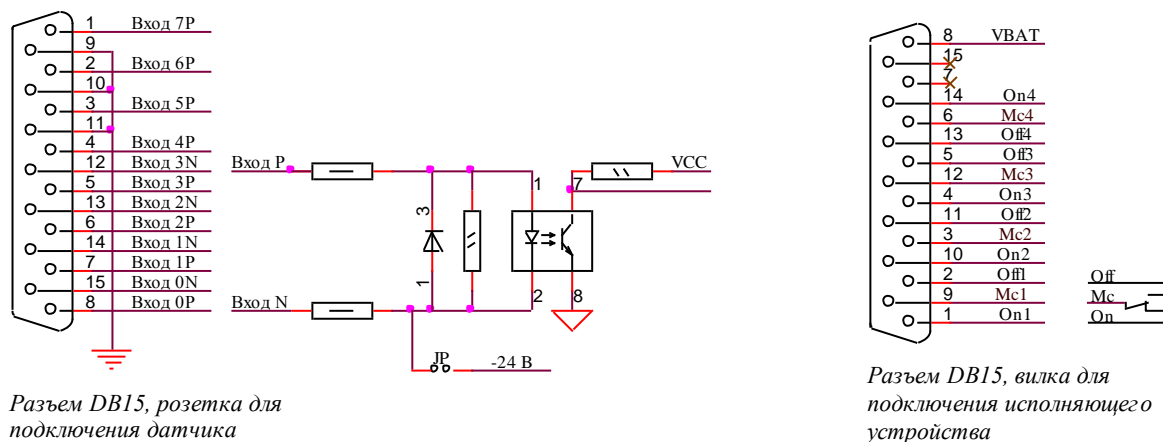 1 Вход 7P
9
2 Вход 6P
10
3 Вход 5P
11
4 Вход 4P
12 Вход 3N
5 Вход 3P
13 Вход 2N
6 Вход 2P
14 Вход 1N
7 Вход 1P
15 Вход 0N
8 Вход 0P
Разъем DB15, розетка для
подключения датчика
Вход P
VCC
1
7
3
1
2
8
Вход N
JP
-24 В
8 VBAT
15
7
14 On4
6 Mc4
13 Off4
5 Off3
12 Mc3
4 On3
11 Off2
3 Mc2
10 On2
2 Off1
9 Mc1
1 On1
Off
Mc
On
Разъем DB15, вилка для
подключения исполняющего
устройства